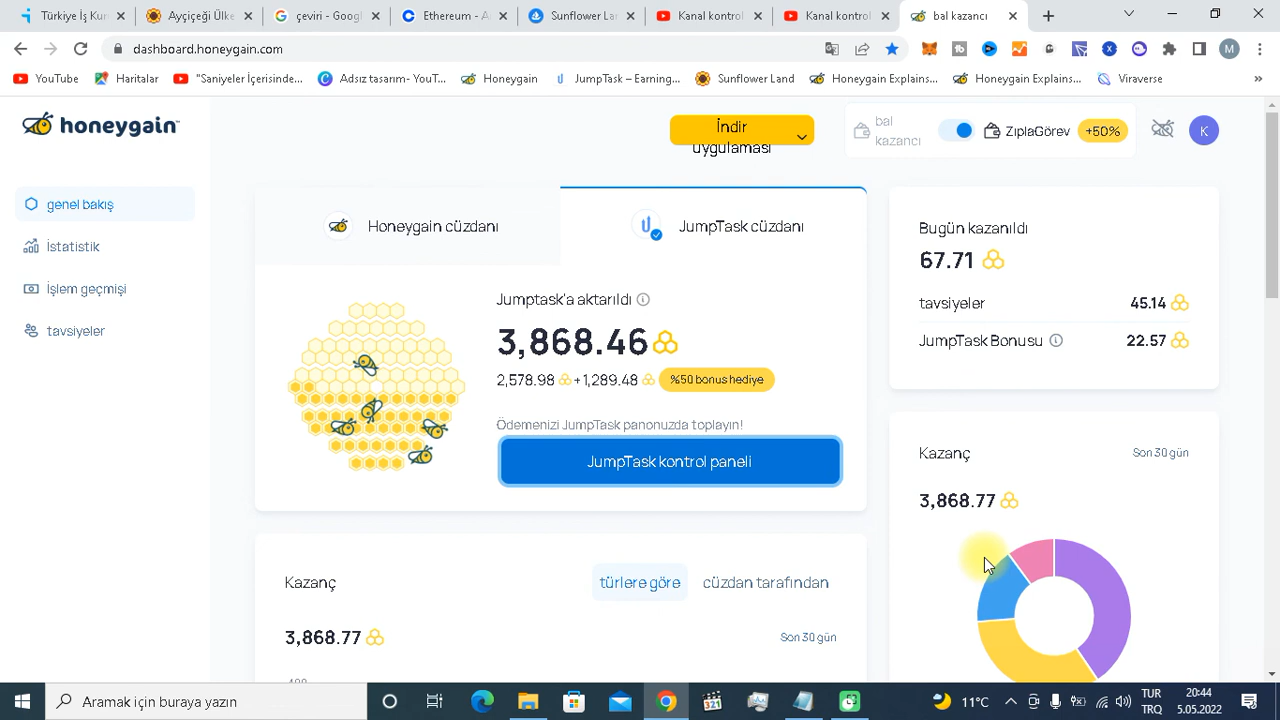 Türkiye İş Kur
Ayçiçeği Ülk
çeviri - Googl
Ethereum - A
Sunflower La
Kanal kontrol
Kanal kontrol
bal kazancı
dashboard.honeygain.com
M
YouTube
Haritalar
"Saniyeler İçerisinde...
Adsız tasarım- YouT...
Honeygain
JumpTask – Earning...
Sunflower Land
Honeygain Explains...
Honeygain Explains...
Viraverse
»
honeygain
İndir
uygulaması
bal
kazancı
ZıplaGörev
+50%
K
genel bakış
İstatistik
İşlem geçmişi
tavsiyeler
Honeygain cüzdanı
JumpTask cüzdanı
Jumptask'a aktarıldı
3,868.46
2,578.98 +1,289.48 %50 bonus hediye
Ödemenizi JumpTask panonuzda toplayın!
JumpTask kontrol paneli
Bugün kazanıldı
67.71
tavsiyeler 45.14
JumpTask Bonusu 22.57
Kazanç Son 30 gün
3,868.77
Kazanç türlere göre cüzdan tarafından
3,868.77 Son 30 gün
400
Aramak için buraya yazın
11°C
TUR
TRQ
20:44
5.05.2022